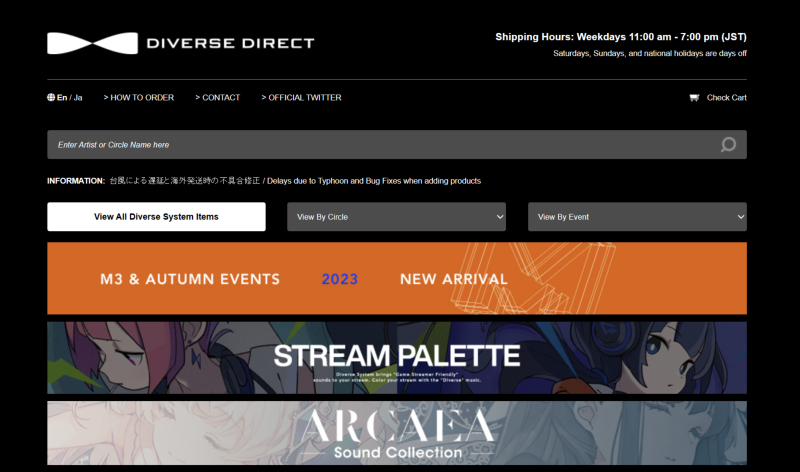 DIVERSE DIRECT
Shipping Hours: Weekdays 11:00 am - 7:00 pm (JST)
Saturdays, Sundays, and national holidays are days off
En / Ja
> HOW TO ORDER
> CONTACT
> OFFICIAL TWITTER
Check Cart
Enter Artist or Circle Name here
INFORMATION: 台風による遅延と海外発送時の不具合修正 / Delays due to Typhoon and Bug Fixes when adding products
View All Diverse System Items
View By Circle
View By Event
M3 & AUTUMN EVENTS 2023 NEW ARRIVAL
STREAM PALETTE
Diverse System brings "Game Streamer Friendly"
sounds to your stream. Color your stream with the "Diverse" music.
ARCAEA
Sound Collection